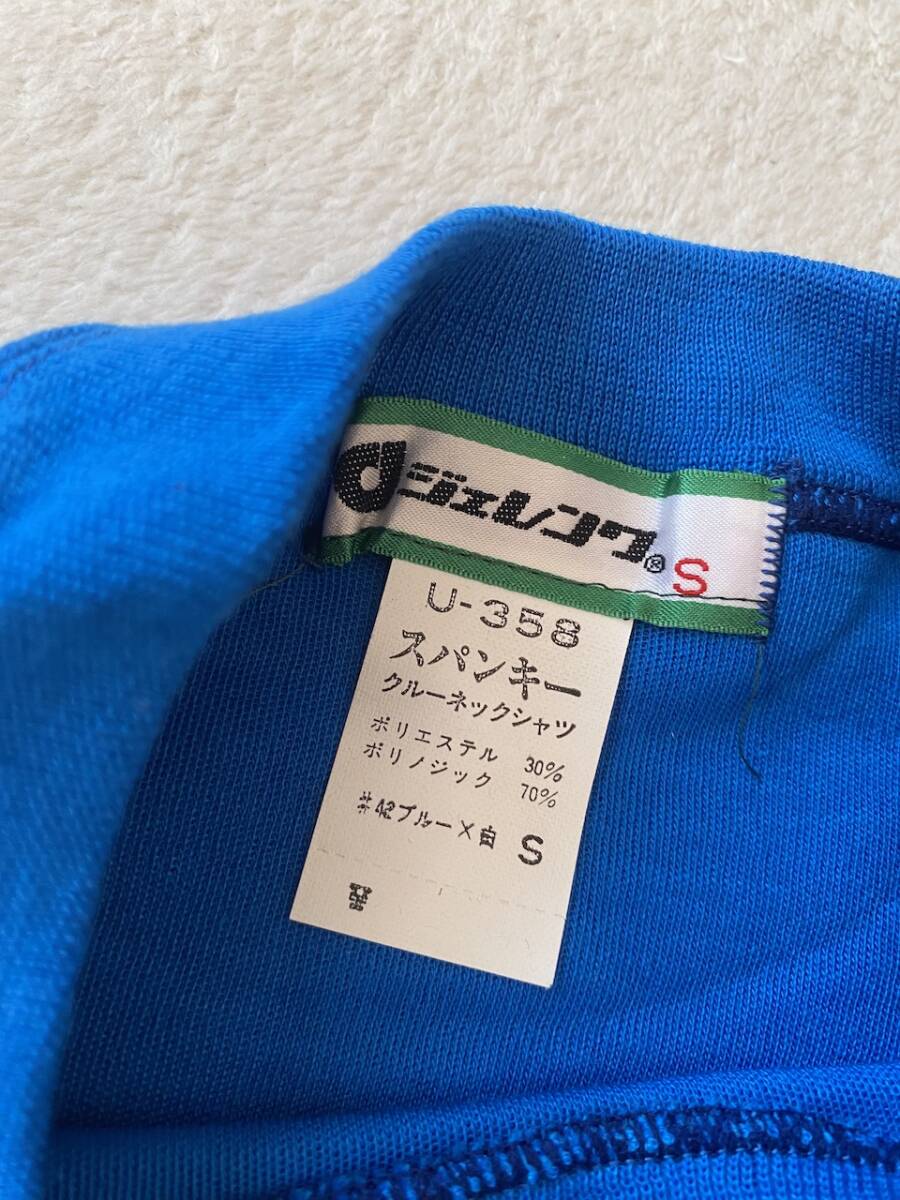 ジェレンク® S
U-358
スパンキー
クルーネックシャツ
ポリエステル 30%
ポリノジック 70%
#42ブルー×白 S